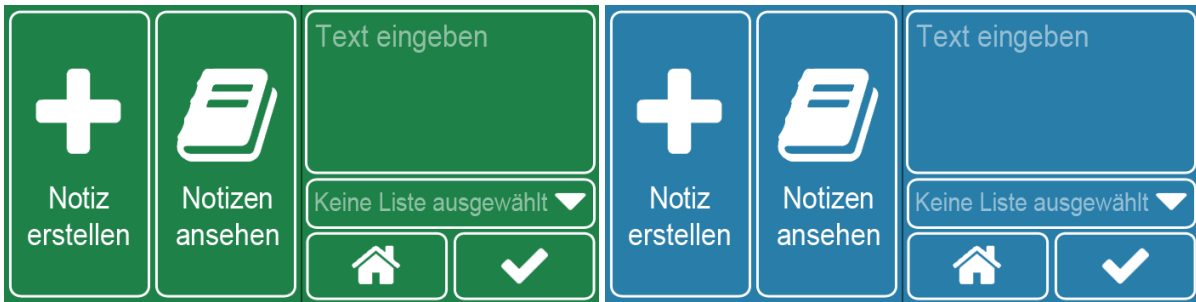 Notiz
erstellen
Notizen
ansehen
Text eingeben
Keine Liste ausgewählt
Notiz
erstellen
Notizen
ansehen
Text eingeben
Keine Liste ausgewählt